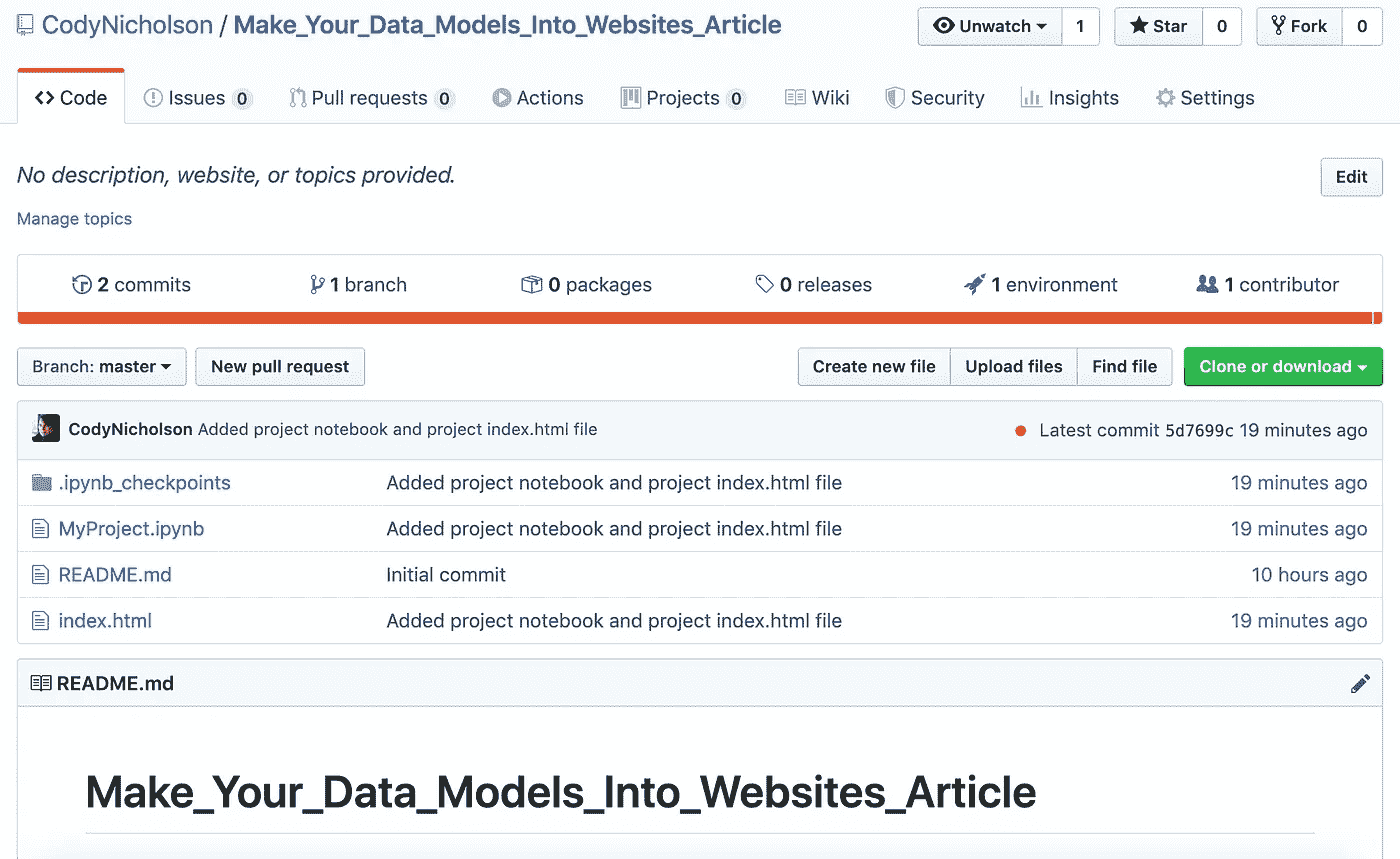 CodyNicholson / Make_Your_Data_Models_Into_Websites_Article Unwatch 1 Star 0 Fork 0
Code Issues 0 Pull requests 0 Actions Projects 0 Wiki Security Insights Settings
No description, website, or topics provided. Edit
Manage topics
2 commits 1 branch 0 packages 0 releases 1 environment 1 contributor
Branch: master New pull request Create new file Upload files Find file Clone or download
CodyNicholson Added project notebook and project index.html file Latest commit 5d7699c 19 minutes ago
.ipynb_checkpoints Added project notebook and project index.html file 19 minutes ago
MyProject.ipynb Added project notebook and project index.html file 19 minutes ago
README.md Initial commit 10 hours ago
index.html Added project notebook and project index.html file 19 minutes ago
README.md
Make_Your_Data_Models_Into_Websites_Article